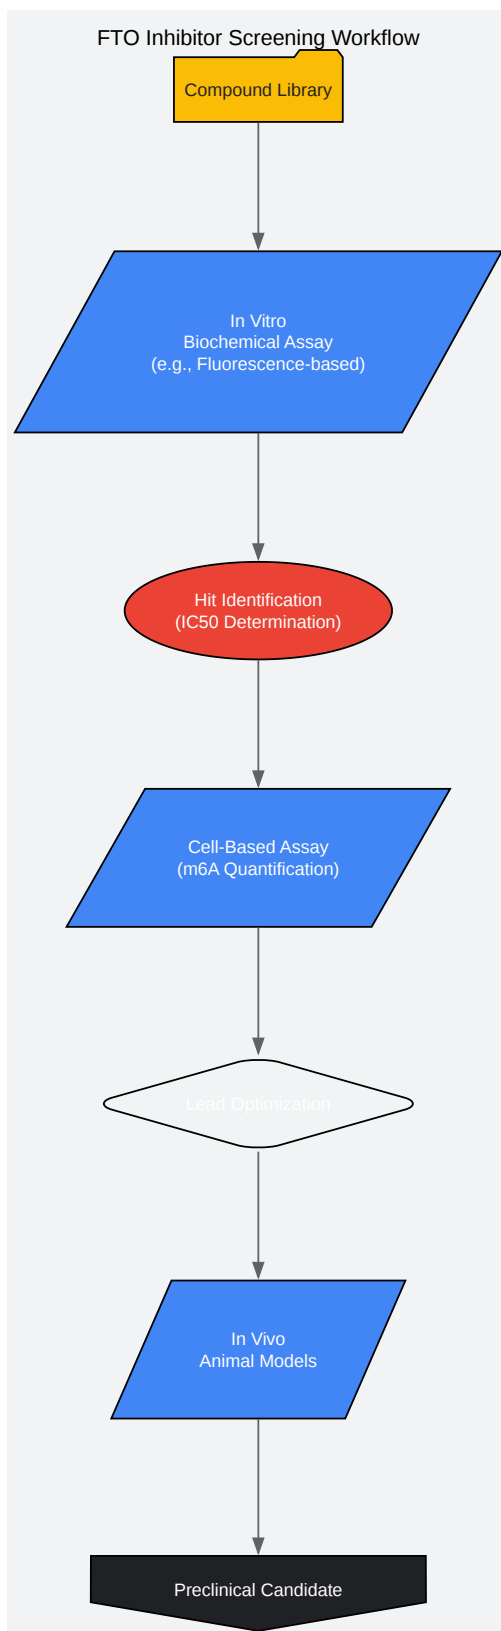 FTO Inhibitor Screening Workflow
Compound Library
In Vitro
Biochemical Assay
(e.g., Fluorescence-based)
Hit Identification
(IC50 Determination)
Cell-Based Assay
(m6A Quantification)
Lead Optimization
In Vivo
Animal Models
Preclinical Candidate